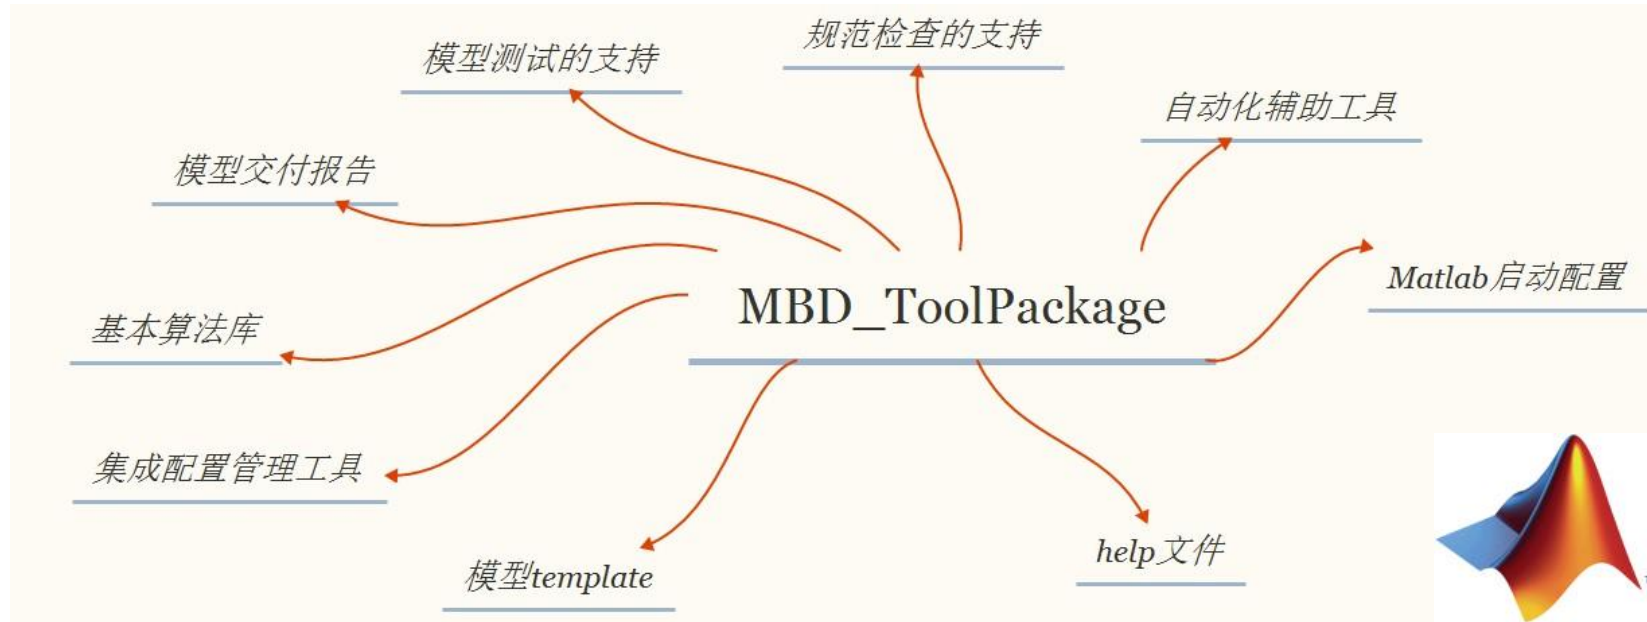 规范检查的支持
模型测试的支持
自动化辅助工具
模型交付报告
Matlab启动配置
MBD_ToolPackage
基本算法库
集成配置管理工具
help文件
模型template